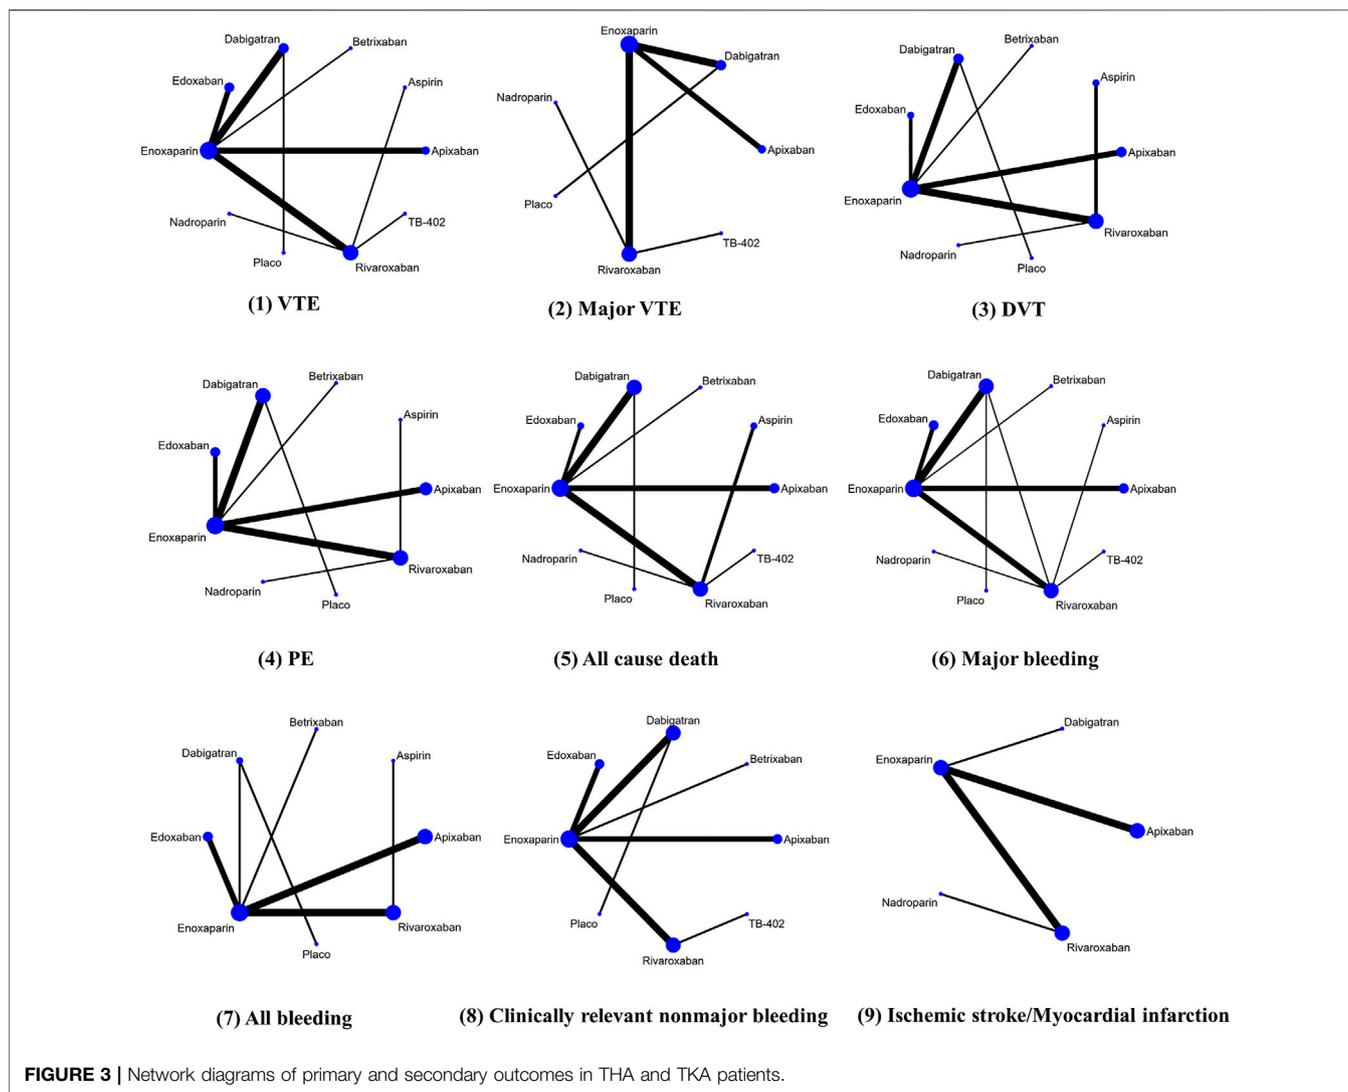 Dabigatran
Betrixaban
Edoxaban
Aspirin
Enoxaparin
Apixaban
Nadroparin
TB-402
Placo
Rivaroxaban
(1) VTE
Enoxaparin
Dabigatran
Nadroparin
Apixaban
Placo
TB-402
Rivaroxaban
(2) Major VTE
Betrixaban
Dabigatran
Aspirin
Edoxaban
Apixaban
Enoxaparin
Rivaroxaban
Nadroparin
Placo
(3) DVT
Betrixaban
Dabigatran
Aspirin
Edoxaban
Apixaban
Enoxaparin
Rivaroxaban
Nadroparin
Placo
(4) PE
Dabigatran
Betrixaban
Edoxaban
Aspirin
Enoxaparin
Apixaban
Nadroparin
TB-402
Placo
Rivaroxaban
(5) All cause death
Dabigatran
Betrixaban
Edoxaban
Aspirin
Enoxaparin
Apixaban
Nadroparin
TB-402
Placo
Rivaroxaban
(6) Major bleeding
Betrixaban
Dabigatran
Aspirin
Edoxaban
Apixaban
Enoxaparin
Rivaroxaban
Placo
(7) All bleeding
Dabigatran
Edoxaban
Betrixaban
Enoxaparin
Apixaban
Placo
TB-402
Rivaroxaban
(8) Clinically relevant nonmajor bleeding
Dabigatran
Enoxaparin
Apixaban
Nadroparin
Rivaroxaban
(9) Ischemic stroke/Myocardial infarction
FIGURE 3 | Network diagrams of primary and secondary outcomes in THA and TKA patients.